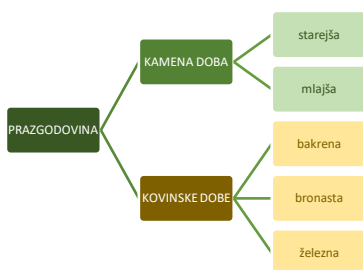 PRAZGODOVINA
KAMENA DOBA
starejša
mlajša
KOVINSKE DOBE
bakrena
bronasta
železna